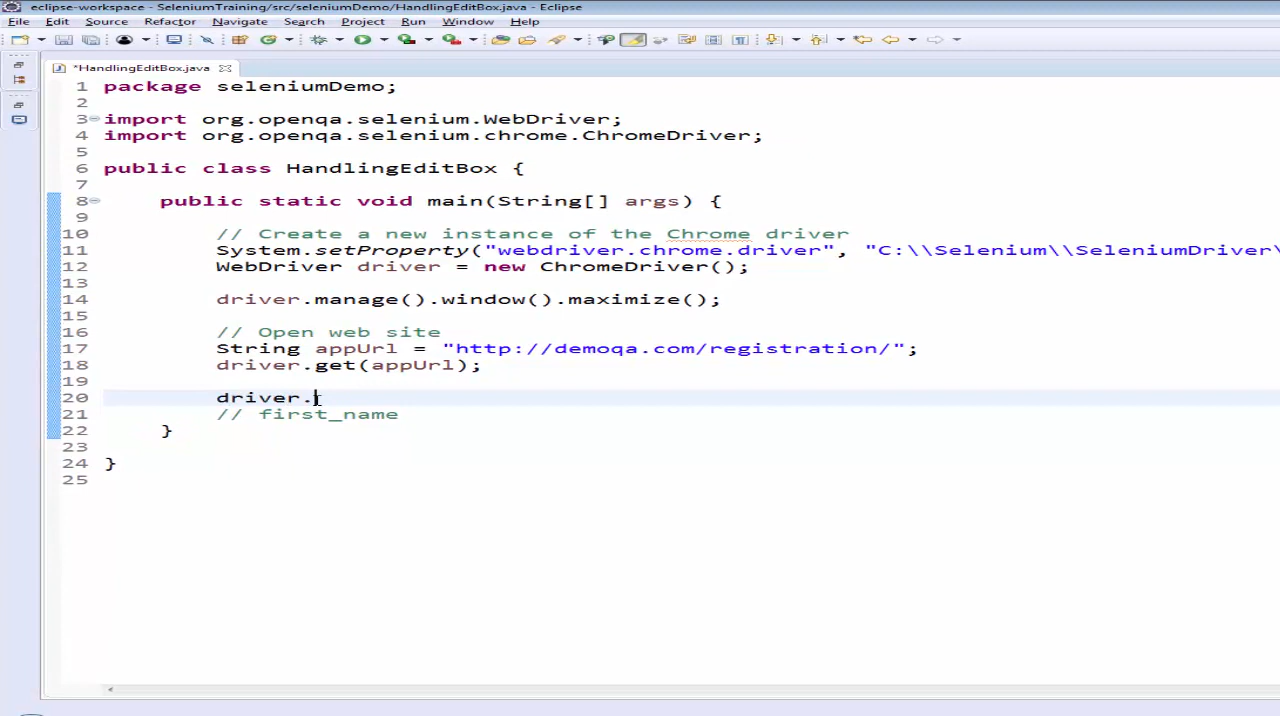 eclipse-workspace - SeleniumTraining/src/seleniumDemo/HandlingEditBox.java - Eclipse
File Edit Source Refactor Navigate Search Project Run Window Help
*HandlingEditBox.java
1 package seleniumDemo;
2
3 import org.openqa.selenium.WebDriver;
4 import org.openqa.selenium.chrome.ChromeDriver;
5
6 public class HandlingEditBox {
7
8 public static void main(String[] args) {
9
10 // Create a new instance of the Chrome driver
11 System.setProperty("webdriver.chrome.driver", "C:\\Selenium\\SeleniumDriver\
12 WebDriver driver = new ChromeDriver();
13
14 driver.manage().window().maximize();
15
16 // Open web site
17 String appUrl = "http://demoqa.com/registration/";
18 driver.get(appUrl);
19
20 driver.
21 // first_name
22 }
23
24 }
25